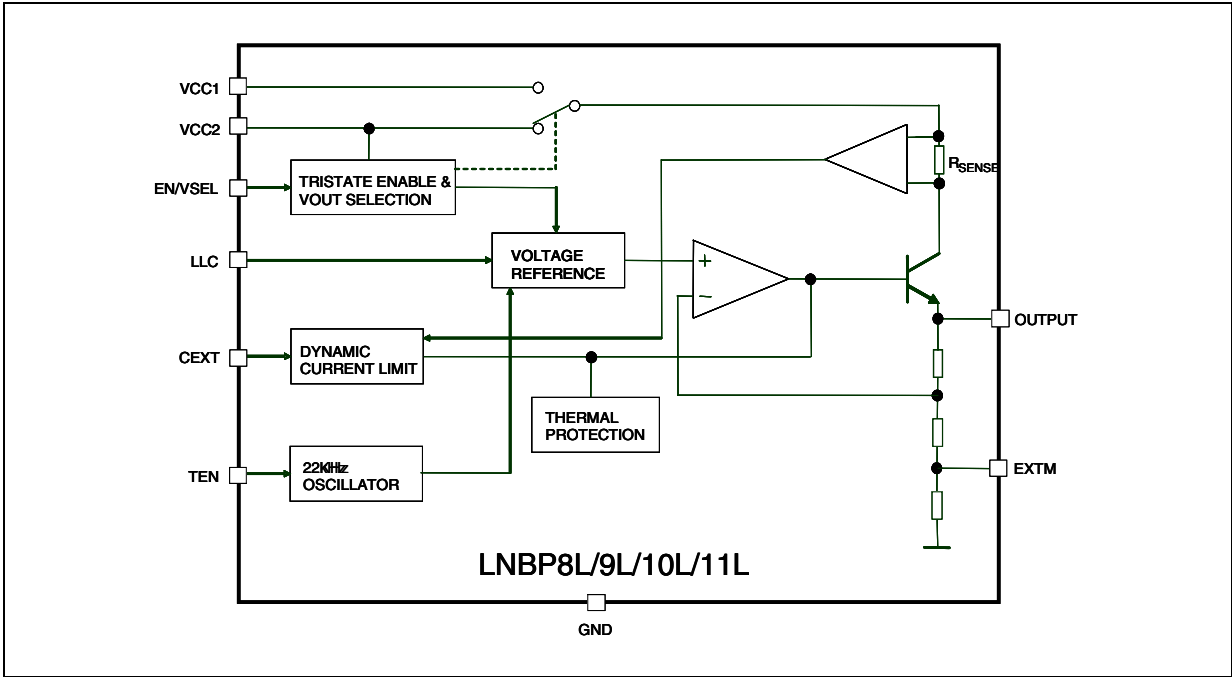 VCC1
VCC2
EN/VSEL
TRISTATE ENABLE &
VOUT SELECTION
RSENSE
LLC
VOLTAGE
REFERENCE
+
−
OUTPUT
CEXT
DYNAMIC
CURRENT LIMIT
THERMAL
PROTECTION
TEN
22KHz
OSCILLATOR
EXTM
LNBP8L/9L/10L/11L
GND